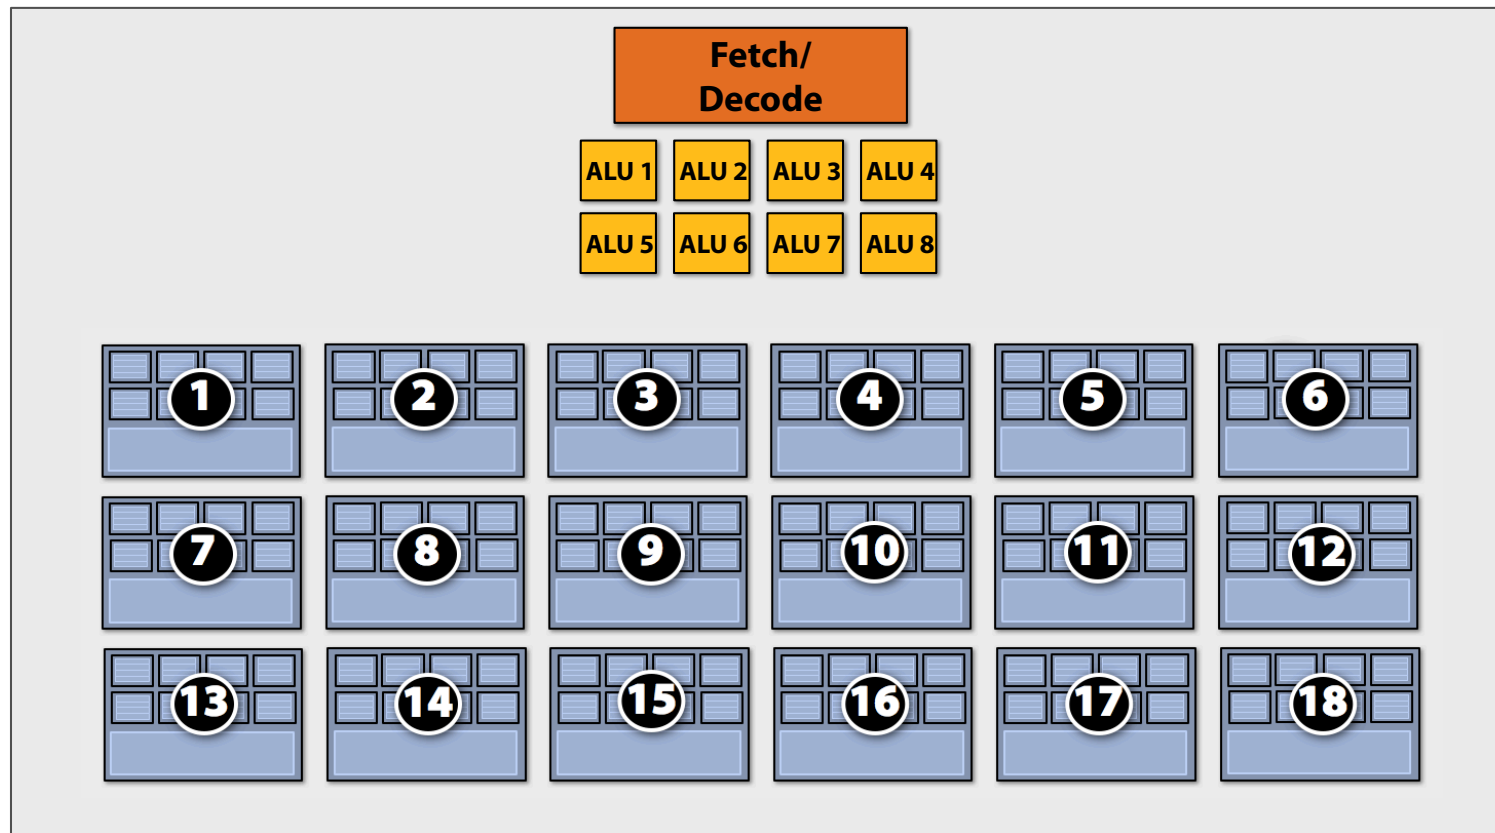 Fetch/
Decode
ALU 1 ALU 2 ALU 3 ALU 4
ALU 5 ALU 6 ALU 7 ALU 8
1 2 3 4 5 6
7 8 9 10 11 12
13 14 15 16 17 18